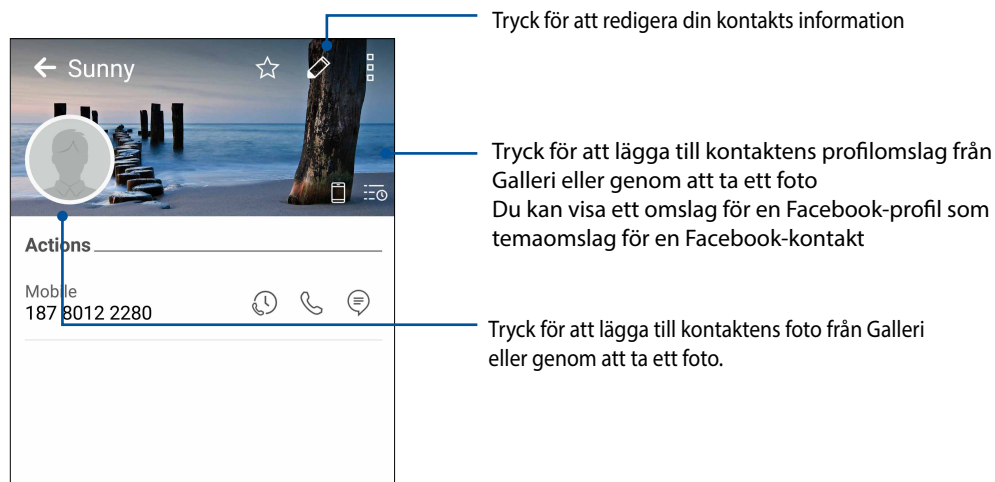 Tryck för att redigera din kontakts information
Sunny
Tryck för att lägga till kontaktens profilomslag från
Galleri eller genom att ta ett foto
Du kan visa ett omslag för en Facebook-profil som
temaomslag för en Facebook-kontakt
Actions
Mobile
187 8012 2280
Tryck för att lägga till kontaktens foto från Galleri
eller genom att ta ett foto.